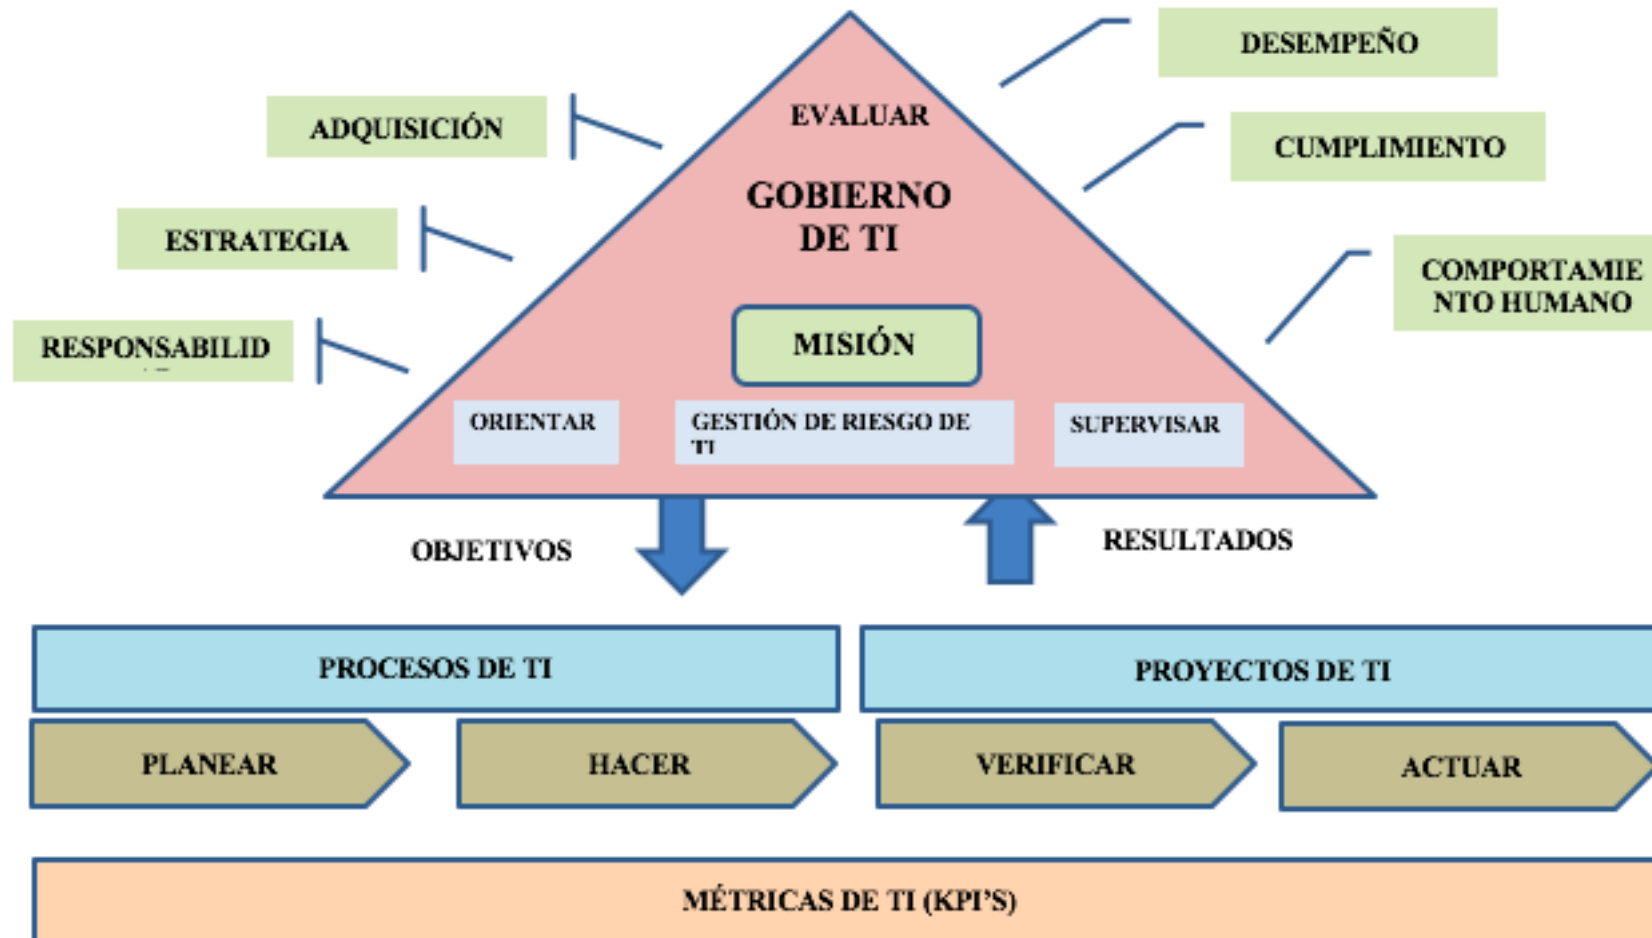 DESEMPEÑO
EVALUAR
ADQUISICIÓN
CUMPLIMIENTO
GOBIERNO
DE TI
ESTRATEGIA
COMPORTAMIE
NTO HUMANO
MISIÓN
RESPONSABILID
ORIENTAR
GESTIÓN DE RIESGO DE
TI
SUPERVISAR
OBJETIVOS
RESULTADOS
PROCESOS DE TI
PROYECTOS DE TI
PLANEAR
HACER
VERIFICAR
ACTUAR
MÉTRICAS DE TI (KPI’S)